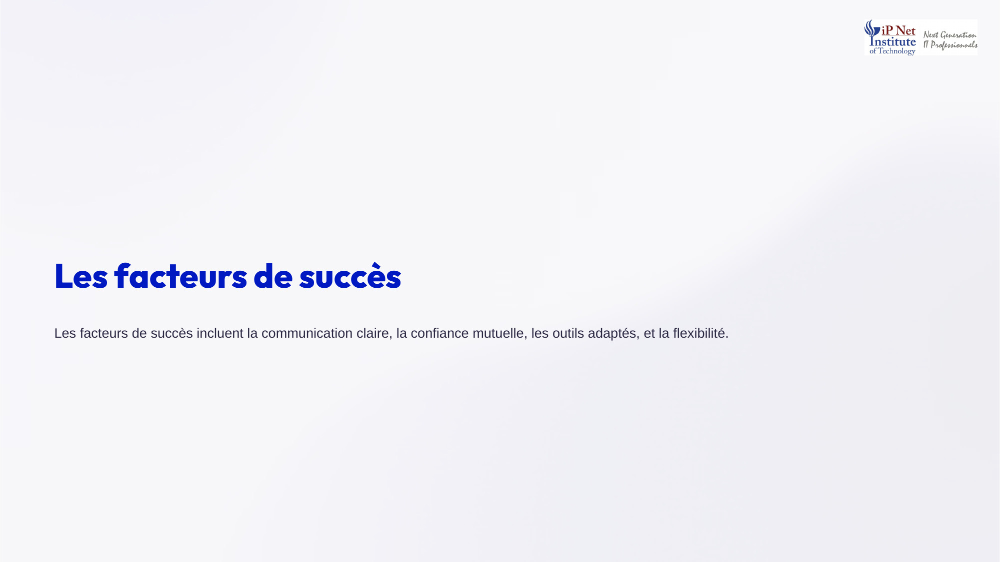 iP Net
Institute
of Technology
Next Generation
IT Professionnels
Les facteurs de succès
Les facteurs de succès incluent la communication claire, la confiance mutuelle, les outils adaptés, et la flexibilité.